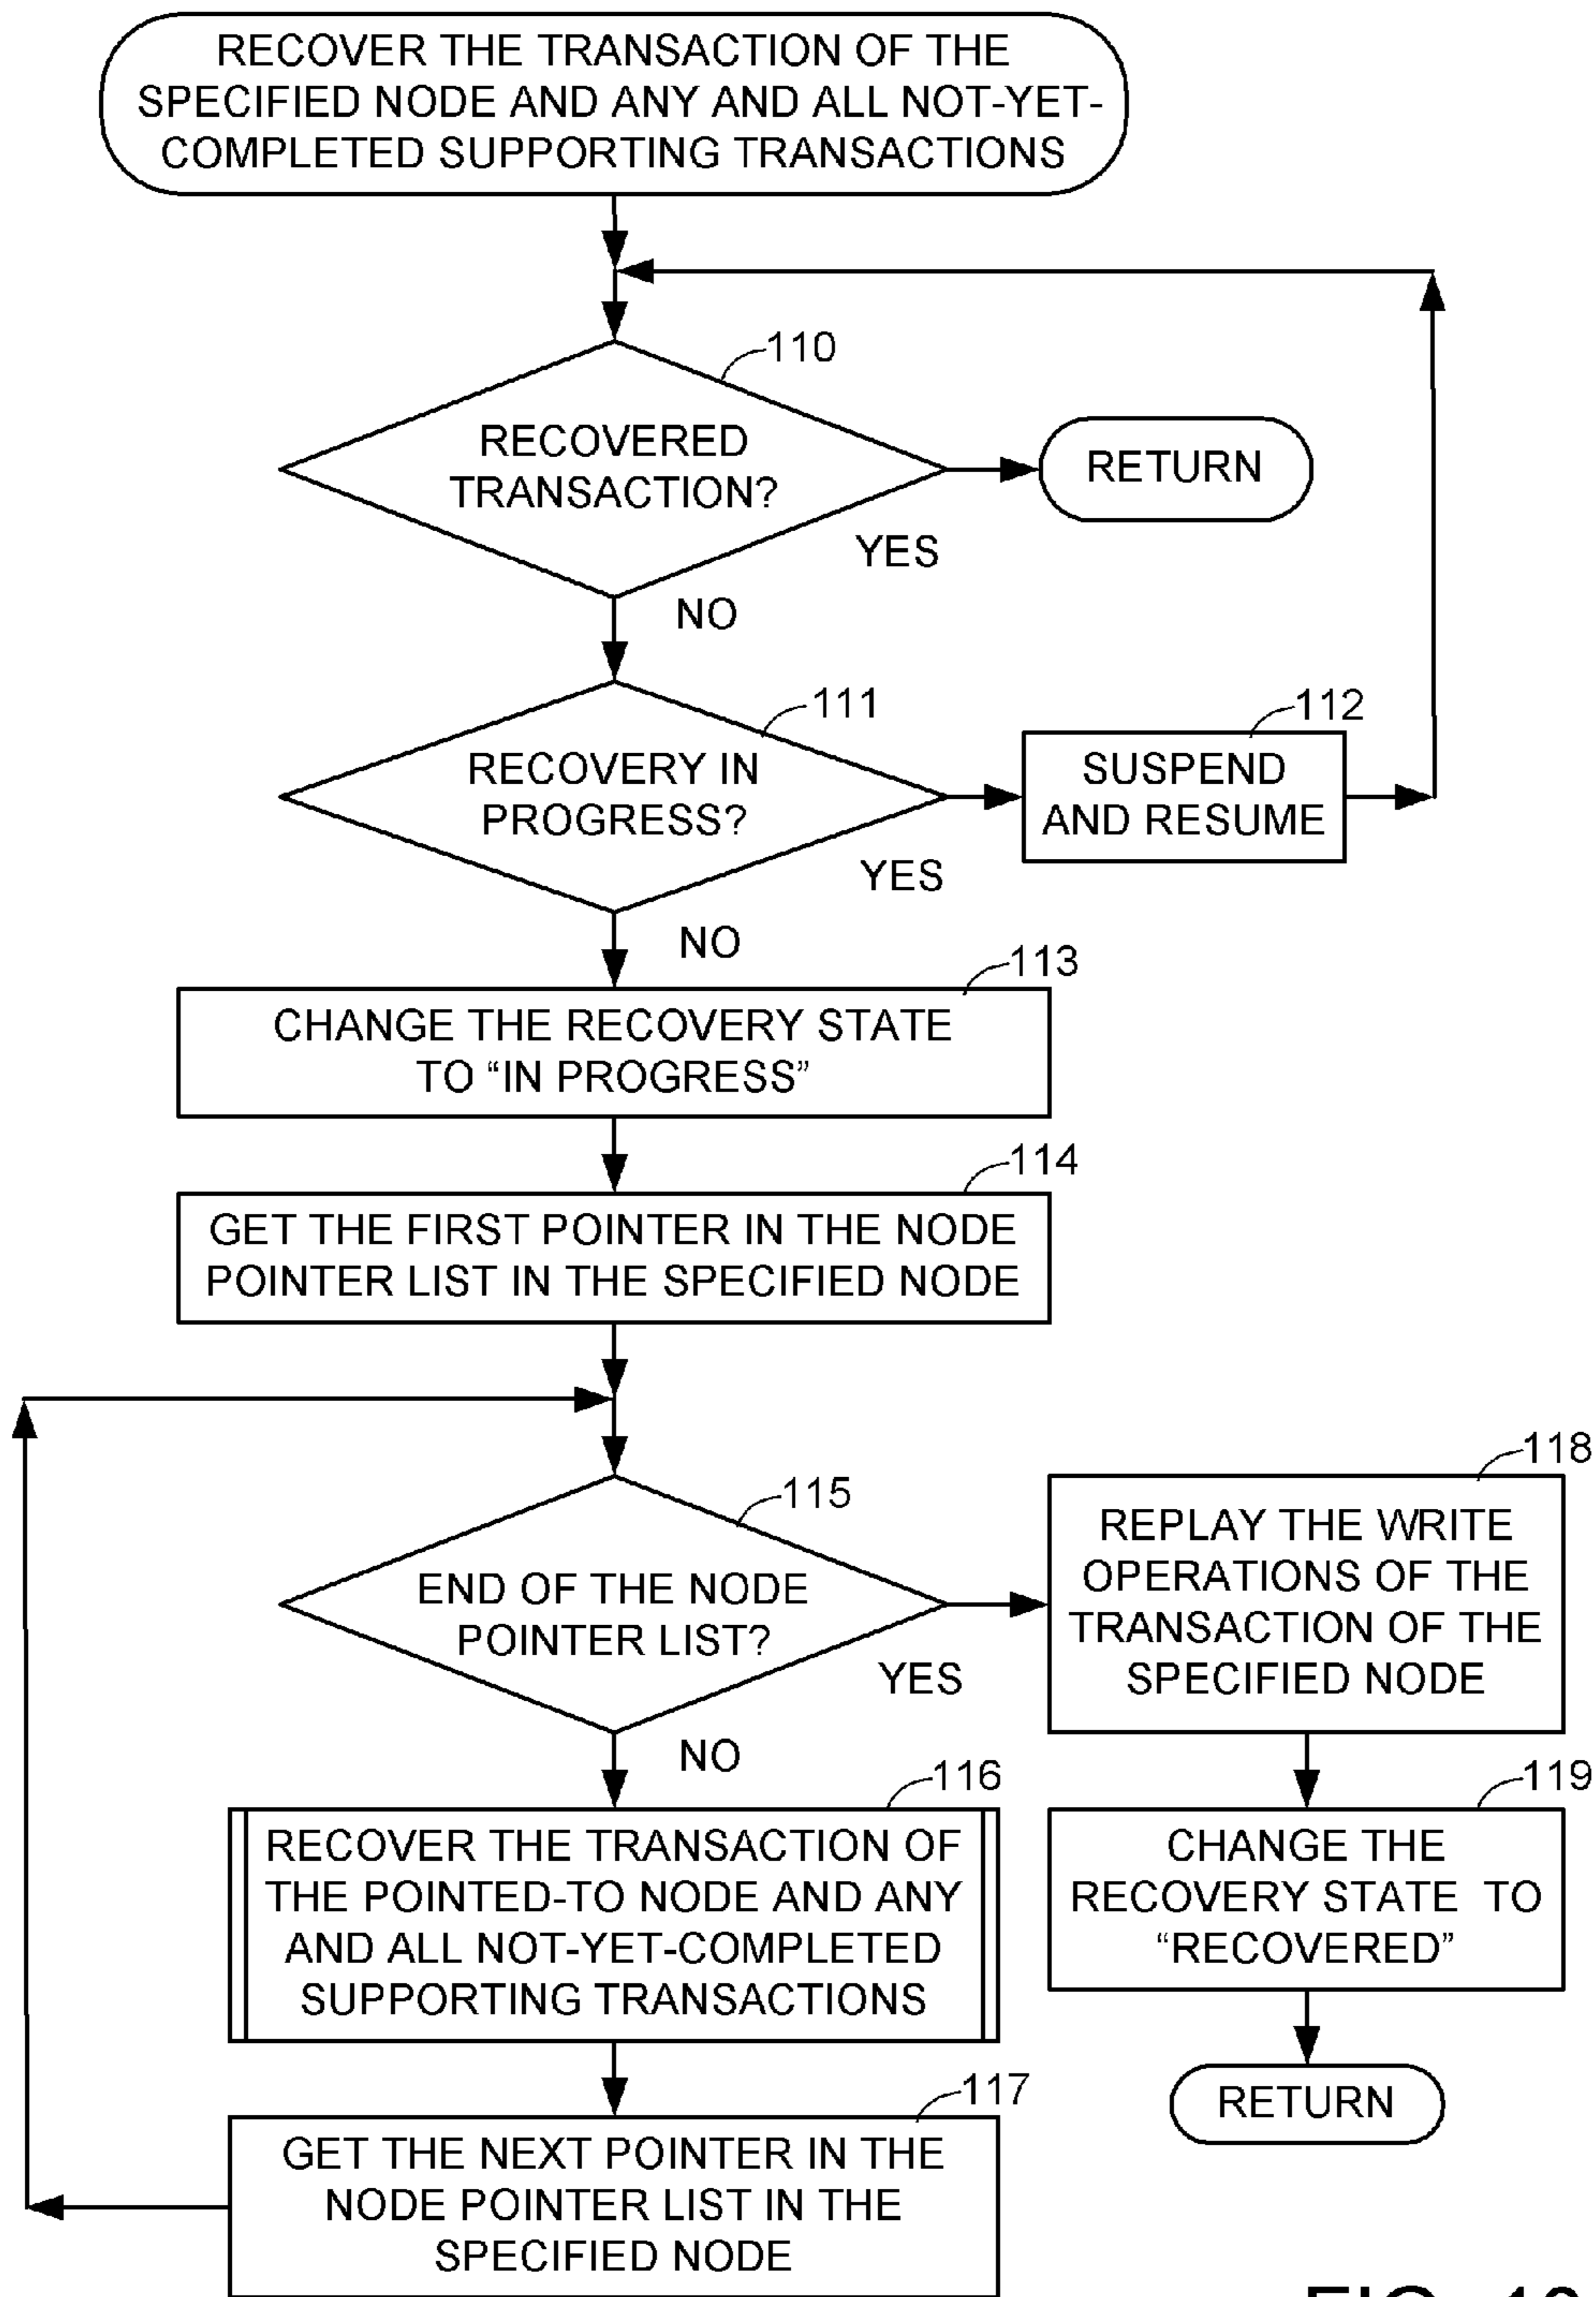 RECOVER THE TRANSACTION OF THE
SPECIFIED NODE AND ANY AND ALL NOT-YET-
COMPLETED SUPPORTING TRANSACTIONS
110
RECOVERED
TRANSACTION?
RETURN
YES
NO
111
RECOVERY IN
PROGRESS?
112
SUSPEND
AND RESUME
YES
NO
113
CHANGE THE RECOVERY STATE
TO “IN PROGRESS”
114
GET THE FIRST POINTER IN THE NODE
POINTER LIST IN THE SPECIFIED NODE
115
END OF THE NODE
POINTER LIST?
YES
NO
118
REPLAY THE WRITE
OPERATIONS OF THE
TRANSACTION OF THE
SPECIFIED NODE
116
RECOVER THE TRANSACTION OF
THE POINTED-TO NODE AND ANY
AND ALL NOT-YET-COMPLETED
SUPPORTING TRANSACTIONS
119
CHANGE THE
RECOVERY STATE TO
“RECOVERED”
RETURN
117
GET THE NEXT POINTER IN THE
NODE POINTER LIST IN THE
SPECIFIED NODE